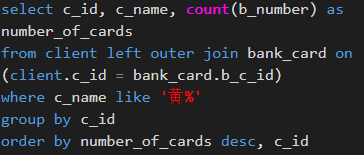 select c_id, c_name, count(b_number) as
number_of_cards
from client left outer join bank_card on
(client.c_id = bank_card.b_c_id)
where c_name like '黄%'
group by c_id
order by number_of_cards desc, c_id